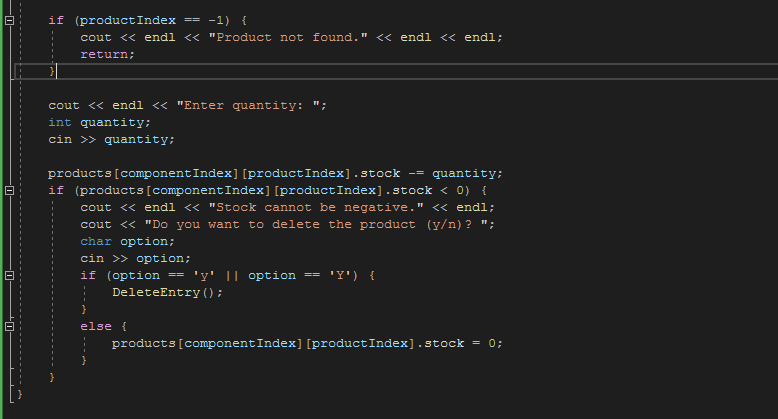 if (productIndex == -1) {
cout << endl << "Product not found." << endl << endl;
return;
}
cout << endl << "Enter quantity: ";
int quantity;
cin >> quantity;
products[componentIndex][productIndex].stock -= quantity;
if (products[componentIndex][productIndex].stock < 0) {
cout << endl << "Stock cannot be negative." << endl;
cout << "Do you want to delete the product (y/n)? ";
char option;
cin >> option;
if (option == 'y' || option == 'Y') {
DeleteEntry();
}
else {
products[componentIndex][productIndex].stock = 0;
}
}
}